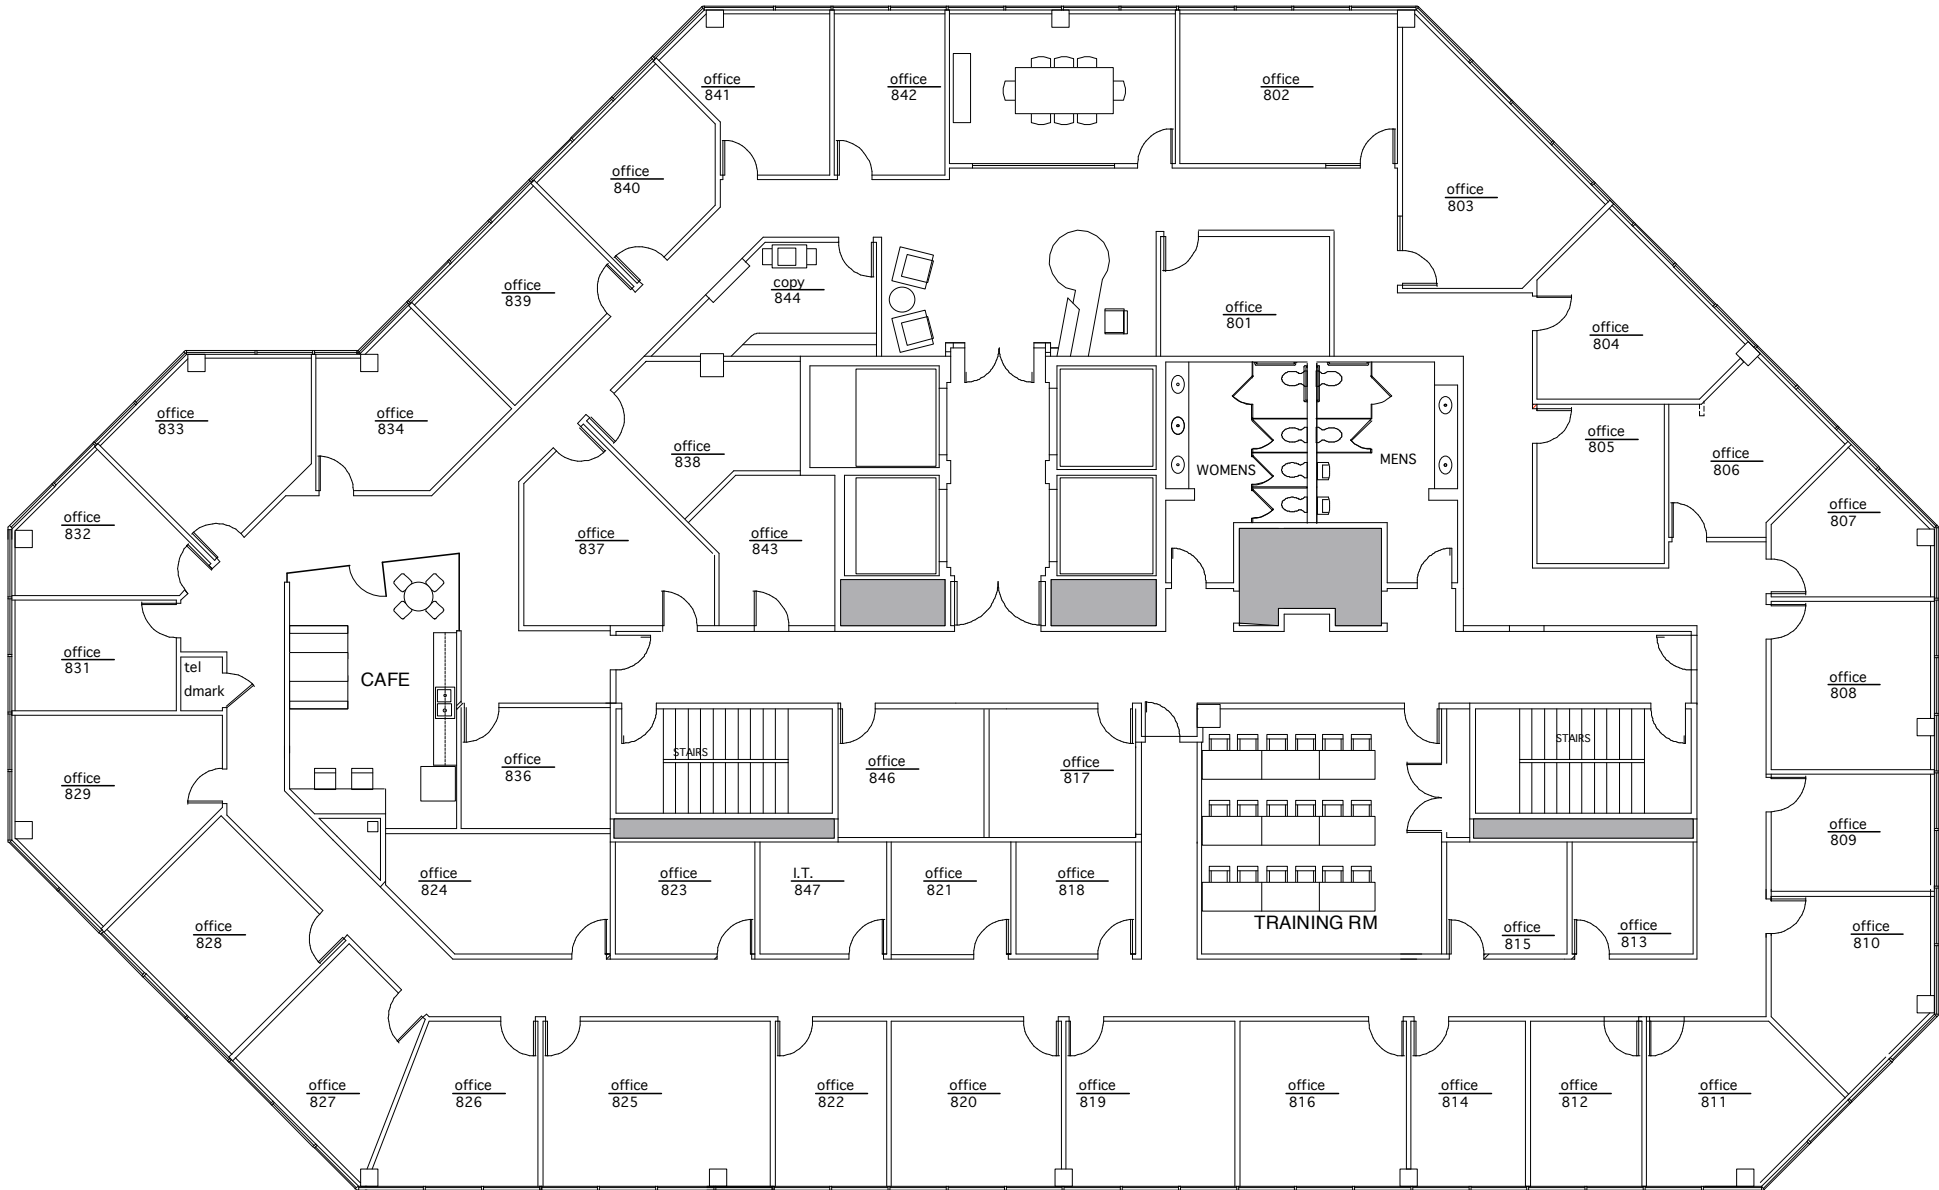 office
841
office
842
office
802
office
840
office
803
office
839
copy
844
office
801
office
804
office
833
office
834
office
838
office
805
office
806
WOMENS
MENS
office
832
office
837
office
843
office
807
office
831
tel
dmark
CAFE
office
808
office
829
office
836
STAIRS
office
846
office
817
STAIRS
office
809
office
824
office
823
I.T.
847
office
821
office
818
TRAINING RM
office
815
office
813
office
810
office
828
office
827
office
826
office
825
office
822
office
820
office
819
office
816
office
814
office
812
office
811